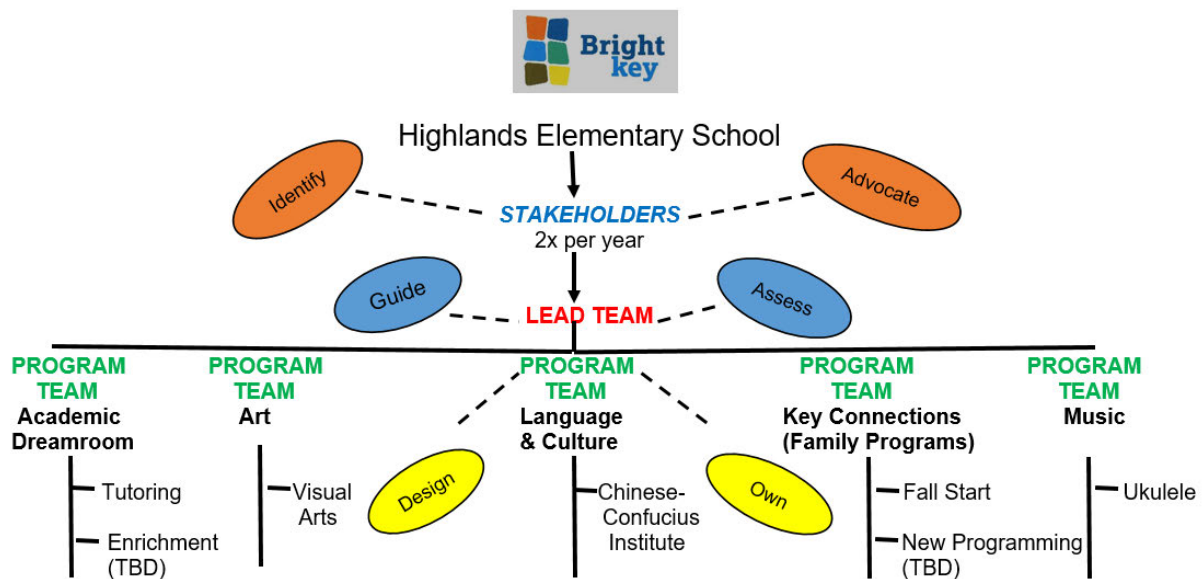 Bright
key
Highlands Elementary School
Identify
Advocate
STAKEHOLDERS
2x per year
Guide
Assess
LEAD TEAM
PROGRAM
TEAM
Academic
Dreamroom
Tutoring
Enrichment
(TBD)
PROGRAM
TEAM
Art
Visual
Arts
Design
PROGRAM
TEAM
Language
& Culture
Chinese-
Confucius
Institute
Own
PROGRAM
TEAM
Key Connections
(Family Programs)
Fall Start
New Programming
(TBD)
PROGRAM
TEAM
Music
Ukulele